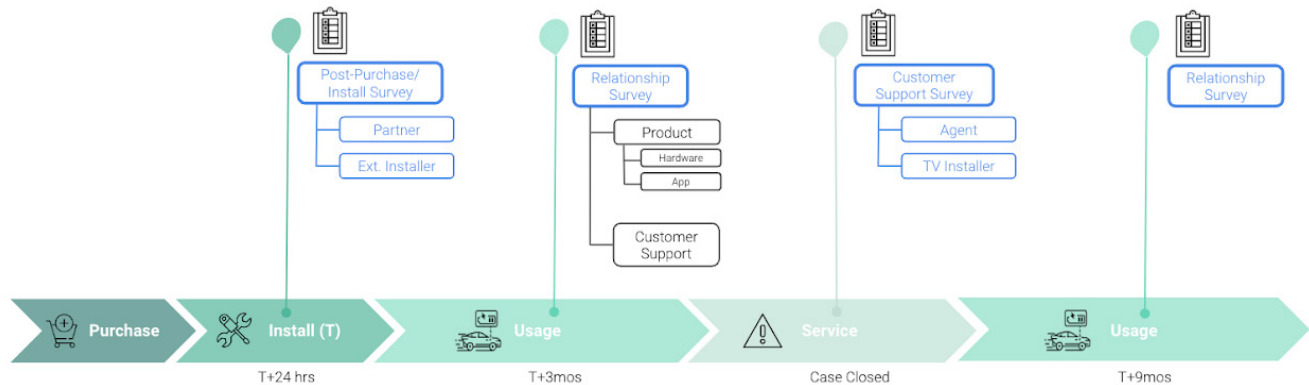 Post-Purchase/
Install Survey
Partner
Ext. Installer
Relationship
Survey
Product
Hardware
App
Customer
Support
Customer
Support Survey
Agent
TV Installer
Relationship
Survey
Purchase
Install (T)
Usage
Service
Usage
T+24 hrs
T+3mos
Case Closed
T+9mos